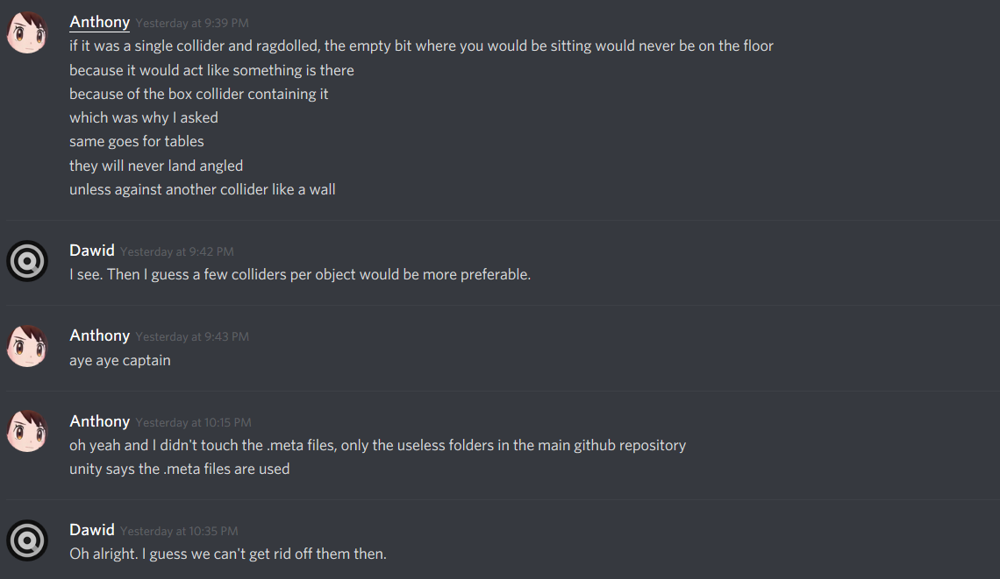 Anthony Yesterday at 9:39 PM
if it was a single collider and ragdolled, the empty bit where you would be sitting would never be on the floor
because it would act like something is there
because of the box collider containing it
which was why I asked
same goes for tables
they will never land angled
unless against another collider like a wall
Dawid Yesterday at 9:42 PM
I see. Then I guess a few colliders per object would be more preferable.
Anthony Yesterday at 9:43 PM
aye aye captain
Anthony Yesterday at 10:15 PM
oh yeah and I didn't touch the .meta files, only the useless folders in the main github repository
unity says the .meta files are used
Dawid Yesterday at 10:35 PM
Oh alright. I guess we can't get rid off them then.